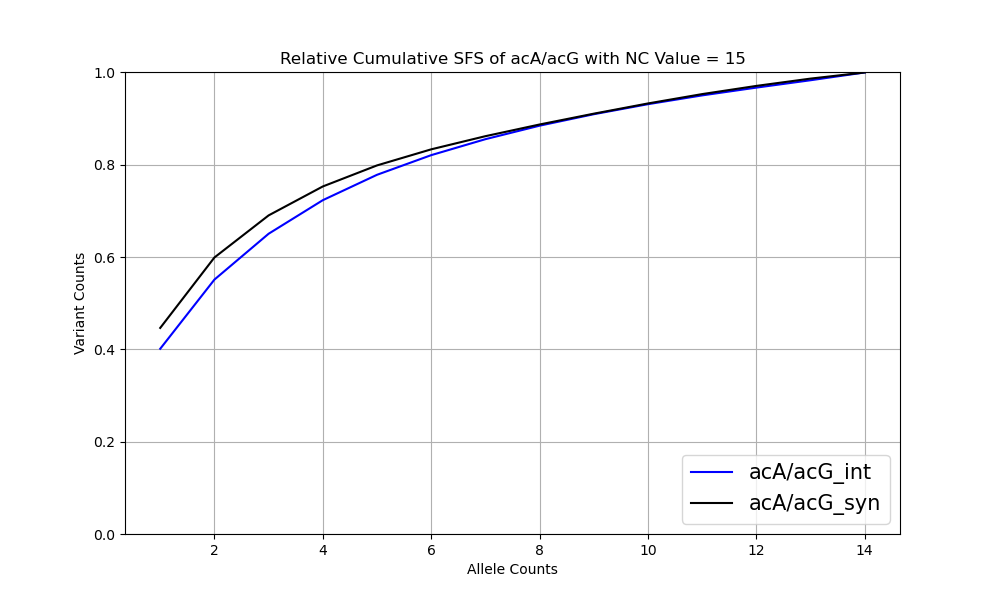 Relative Cumulative SFS of acA/acG with NC Value = 15
1.0
0.8
0.6
0.4
0.2
0.0
Variant Counts
acA/acG_int
acA/acG_syn
2 4 6 8 10 12 14
Allele Counts